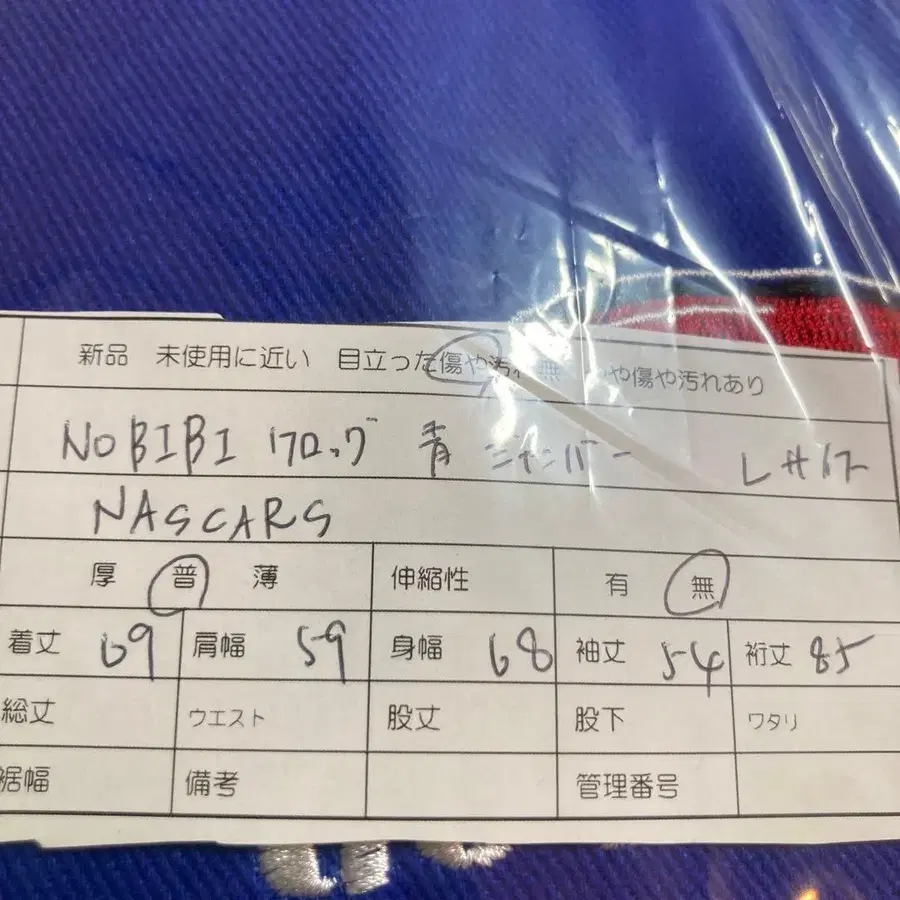 新品 未使用に近い 目立った傷や汚れ無 やや傷や汚れあり
NOBIBI フロッグ 青 ジャンバー Lサイズ
NASCARS
厚 普 薄 伸縮性 有 無
着丈 69 肩幅 59 身幅 68 袖丈 54 裄丈 85
総丈 ウエスト 股丈 股下 ワタリ
裾幅 備考 管理番号